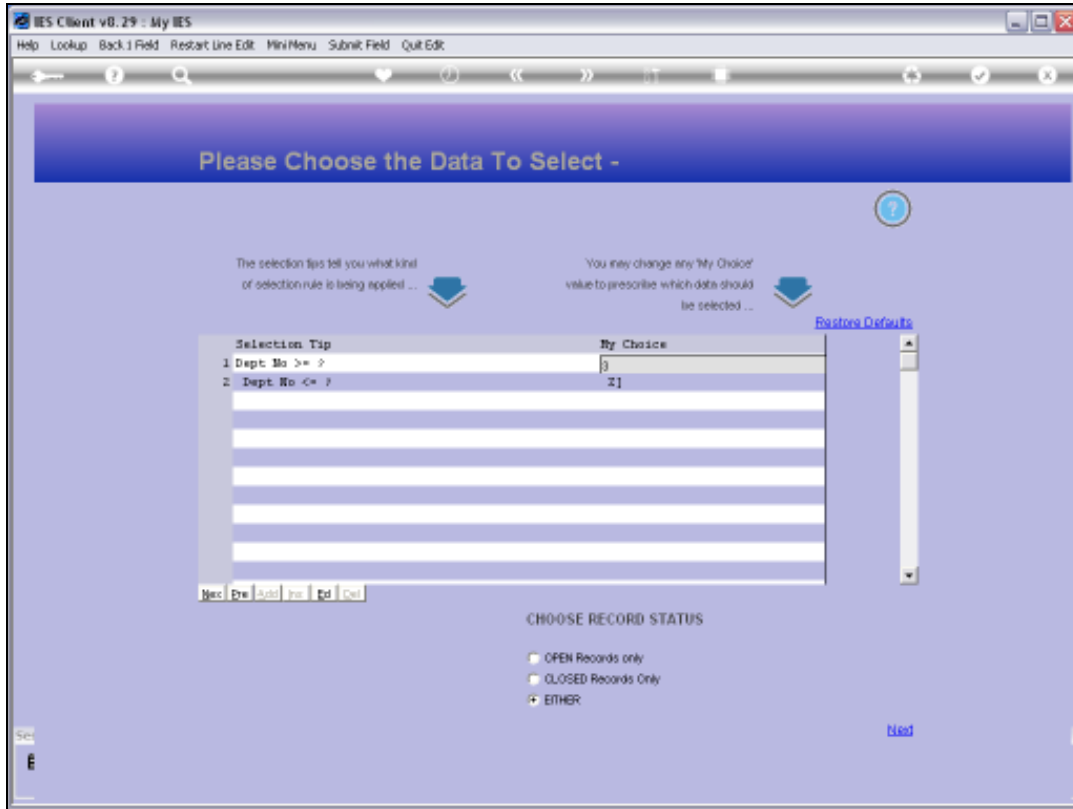 IES Client v8.29 : My IES
Help Lookup Back 1 Field Restart Line Edit MiniMenu Submit Field Quit Edit
Please Choose the Data To Select -
The selection tips tell you what kind
of selection rule is being applied ...
You may change any 'My Choice'
value to prescribe which data should
be selected ...
Restore Defaults
Selection Tip My Choice
1 Dept No >= ?
2 Dept No <= ? Z]
Nex Pre Add Ins Ed Del
CHOOSE RECORD STATUS
OPEN Records only
CLOSED Records Only
EITHER
Next